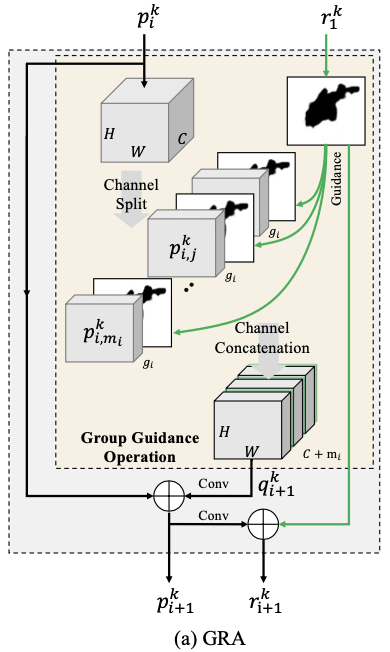 p_i^k
r_1^k
H
W
C
Channel
Split
Guidance
g_i
p_{i,j}^k
g_i
p_{i,m_i}^k
g_i
Channel
Concatenation
H
W
C + m_i
Group Guidance
Operation
Conv
q_{i+1}^k
Conv
p_{i+1}^k
r_{i+1}^k
(a) GRA